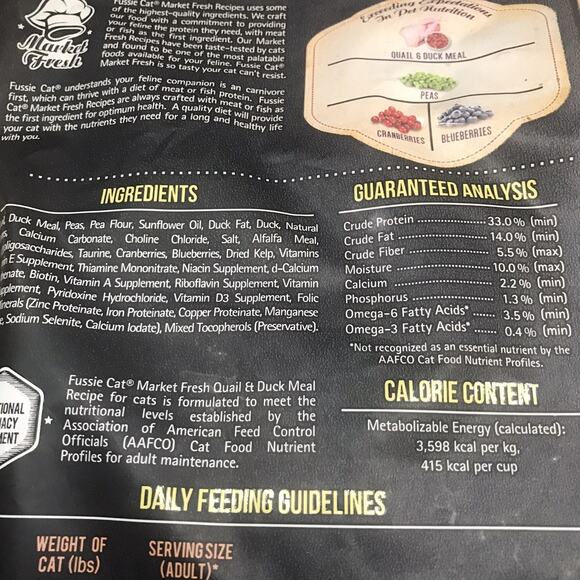 Fussie Cat® Market Fresh Recipes uses some
of the highest-quality ingredients. We craft
our food with a commitment to providing
your feline the protein they need, with meat
or fish as the first ingredient. Our Market
Fresh Recipes have been taste-tested by cats
and found to be one of the most palatable
foods available for your feline. Fussie Cat®
Market Fresh is so tasty your cat can't resist.
Market
Fresh
Fussie Cat® understands your feline companion is an carnivore
first, which can thrive with a diet of meat or fish protein. Fussie
Cat® Market Fresh Recipes are always crafted with meat or fish as
the first ingredient for optimum health. A quality diet will provide
your cat with the nutrients they need for a long and healthy life
with you.
Exceeding Expectations
In Pet Nutrition
QUAIL & DUCK MEAL
PEAS
CRANBERRIES
BLUEBERRIES
INGREDIENTS
Duck Meal, Peas, Pea Flour, Sunflower Oil, Duck Fat, Duck, Natural
Calcium Carbonate, Choline Chloride, Salt, Alfalfa Meal,
oligosaccharides, Taurine, Cranberries, Blueberries, Dried Kelp, Vitamins
E Supplement, Thiamine Mononitrate, Niacin Supplement, d-Calcium
enate, Biotin, Vitamin A Supplement, Riboflavin Supplement, Vitamin
pplement, Pyridoxine Hydrochloride, Vitamin D3 Supplement, Folic
inerals (Zinc Proteinate, Iron Proteinate, Copper Proteinate, Manganese
e, Sodium Selenite, Calcium Iodate), Mixed Tocopherols (Preservative).
GUARANTEED ANALYSIS
Crude Protein ........................ 33.0% (min)
Crude Fat ............................... 14.0% (min)
Crude Fiber ............................. 5.5% (max)
Moisture ................................ 10.0% (max)
Calcium ................................... 2.2% (min)
Phosphorus .............................. 1.3% (min)
Omega-6 Fatty Acids* ...... 3.5% (min)
Omega-3 Fatty Acids* ...... 0.4% (min)
*Not recognized as an essential nutrient by the
AAFCO Cat Food Nutrient Profiles.
TIONAL
UACY
MENT
Fussie Cat® Market Fresh Quail & Duck Meal
Recipe for cats is formulated to meet the
nutritional levels established by the
Association of American Feed Control
Officials (AAFCO) Cat Food Nutrient
Profiles for adult maintenance.
CALORIE CONTENT
Metabolizable Energy (calculated):
3,598 kcal per kg,
415 kcal per cup
DAILY FEEDING GUIDELINES
WEIGHT OF
CAT (lbs)
SERVING SIZE
(ADULT)*